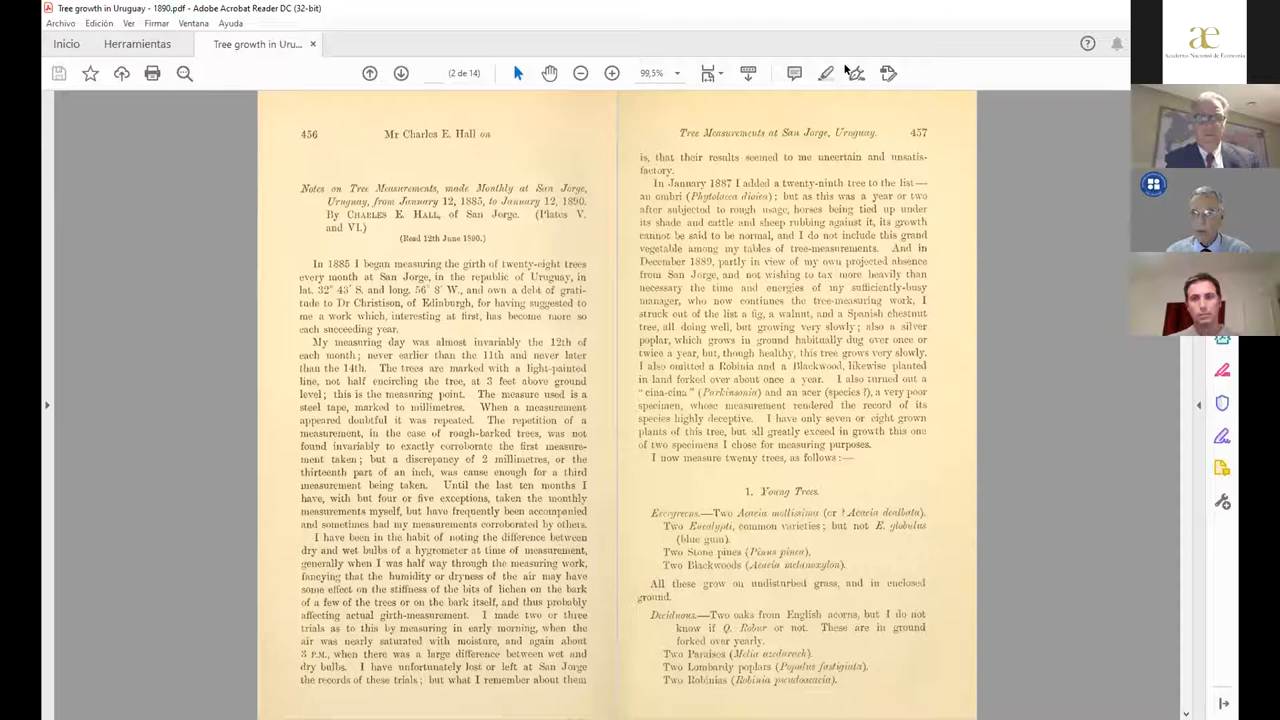 Tree growth in Uruguay - 1890.pdf - Adobe Acrobat Reader DC (32-bit)
Archivo Edición Ver Firmar Ventana Ayuda
Inicio Herramientas Tree growth in Uru... ×
(2 de 14) 99,5%
ae
Academia Nacional de Economía
456 Mr Charles E. Hall on
Notes on Tree Measurements, made Monthly at San Jorge,
Uruguay, from January 12, 1885, to January 12, 1890.
By CHARLES E. HALL, of San Jorge. (Plates V.
and VI.)
(Read 12th June 1890.)
In 1885 I began measuring the girth of twenty-eight trees
every month at San Jorge, in the republic of Uruguay, in
lat. 32° 43′ S. and long. 56° 8′ W., and own a debt of grati-
tude to Dr Christison, of Edinburgh, for having suggested to
me a work which, interesting at first, has become more so
each succeeding year.
My measuring day was almost invariably the 12th of
each month; never earlier than the 11th and never later
than the 14th. The trees are marked with a light-painted
line, not half encircling the tree, at 3 feet above ground
level; this is the measuring point. The measure used is a
steel tape, marked to millimetres. When a measurement
appeared doubtful it was repeated. The repetition of a
measurement, in the case of rough-barked trees, was not
found invariably to exactly corroborate the first measure-
ment taken; but a discrepancy of 2 millimetres, or the
thirteenth part of an inch, was cause enough for a third
measurement being taken. Until the last ten months I
have, with but four or five exceptions, taken the monthly
measurements myself, but have frequently been accompanied
and sometimes had my measurements corroborated by others.
I have been in the habit of noting the difference between
dry and wet bulbs of a hygrometer at time of measurement,
generally when I was half way through the measuring work,
fancying that the humidity or dryness of the air may have
some effect on the stiffness of the bits of lichen on the bark
of a few of the trees or on the bark itself, and thus probably
affecting actual girth-measurement. I made two or three
trials as to this by measuring in early morning, when the
air was nearly saturated with moisture, and again about
3 P.M., when there was a large difference between wet and
dry bulbs. I have unfortunately lost or left at San Jorge
the records of these trials; but what I remember about them
Tree Measurements at San Jorge, Uruguay. 457
is, that their results seemed to me uncertain and unsatis-
factory.
In January 1887 I added a twenty-ninth tree to the list—
an ombri (Phytolacca dioica); but as this was a year or two
after subjected to rough usage, horses being tied up under
its shade and cattle and sheep rubbing against it, its growth
cannot be said to be normal, and I do not include this grand
vegetable among my tables of tree-measurements. And in
December 1889, partly in view of my own projected absence
from San Jorge, and not wishing to tax more heavily than
necessary the time and energies of my sufficiently-busy
manager, who now continues the tree-measuring work, I
struck out of the list a fig, a walnut, and a Spanish chestnut
tree, all doing well, but growing very slowly; also a silver
poplar, which grows in ground habitually dug over once or
twice a year, but, though healthy, this tree grows very slowly.
I also omitted a Robinia and a Blackwood, likewise planted
in land forked over about once a year. I also turned out a
"cina-cina" (Parkinsonia) and an acer (species ?), a very poor
specimen, whose measurement rendered the record of its
species highly deceptive. I have only seven or eight grown
plants of this tree, but all greatly exceed in growth this one
of two specimens I chose for measuring purposes.
I now measure twenty trees, as follows:—
1. Young Trees.
Evergreens.—Two Acacia mollissima (or ? Acacia dealbata).
Two Eucalypti, common varieties; but not E. globulus
(blue gum).
Two Stone pines (Pinus pinea).
Two Blackwoods (Acacia melanoxylon).
All these grow on undisturbed grass, and in enclosed
ground.
Deciduous.—Two oaks from English acorns, but I do not
know if Q. Robur or not. These are in ground
forked over yearly.
Two Paraisos (Melia azedarach).
Two Lombardy poplars (Populus fastigiata).
Two Robinias (Robinia pseudoacacia).